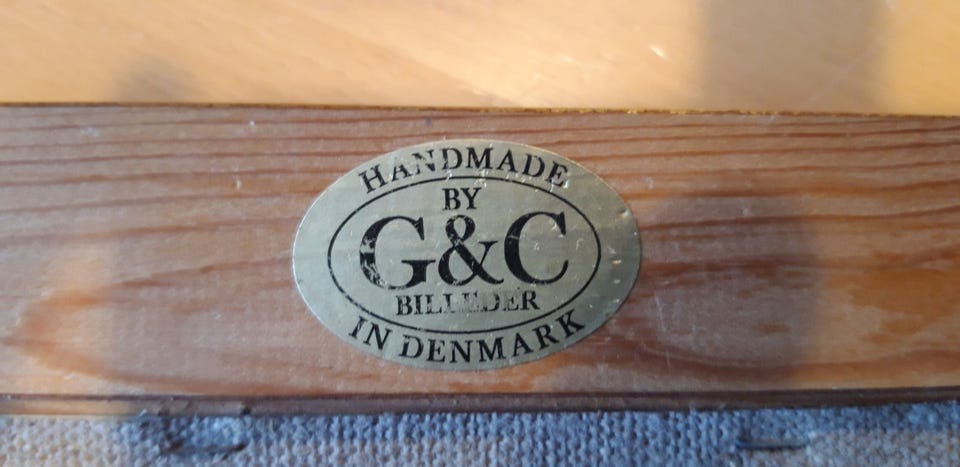 HANDMADE
BY
G&C
BILLEDER
IN DENMARK